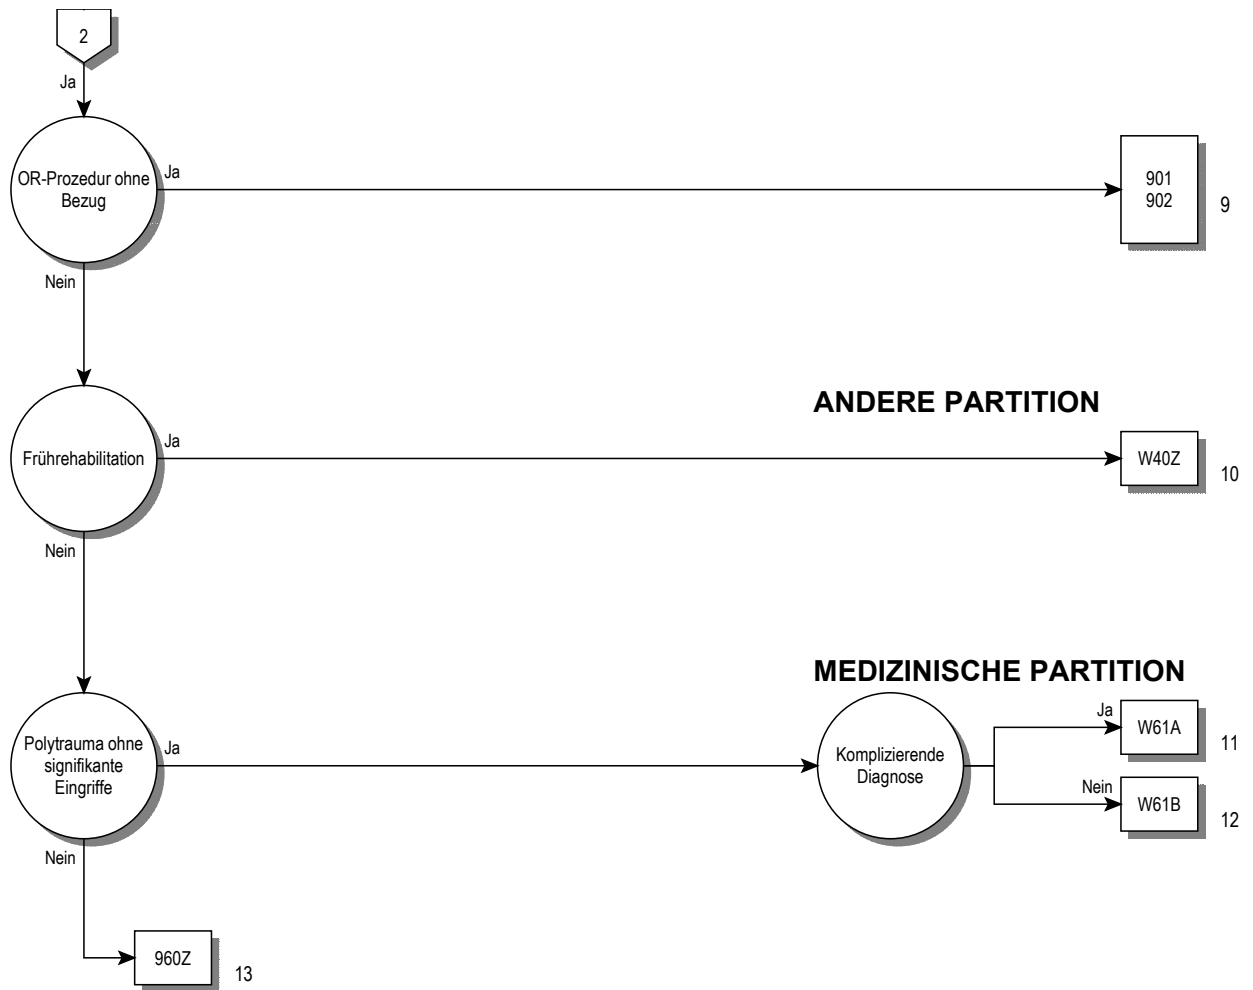 2
Ja
OR-Prozedur ohne
Bezug
Ja
901
902
9
Nein
ANDERE PARTITION
Frührehabilitation
Ja
W40Z
10
Nein
MEDIZINISCHE PARTITION
Polytrauma ohne
signifikante
Eingriffe
Ja
Komplizierende
Diagnose
Ja
W61A
11
Nein
W61B
12
Nein
960Z
13